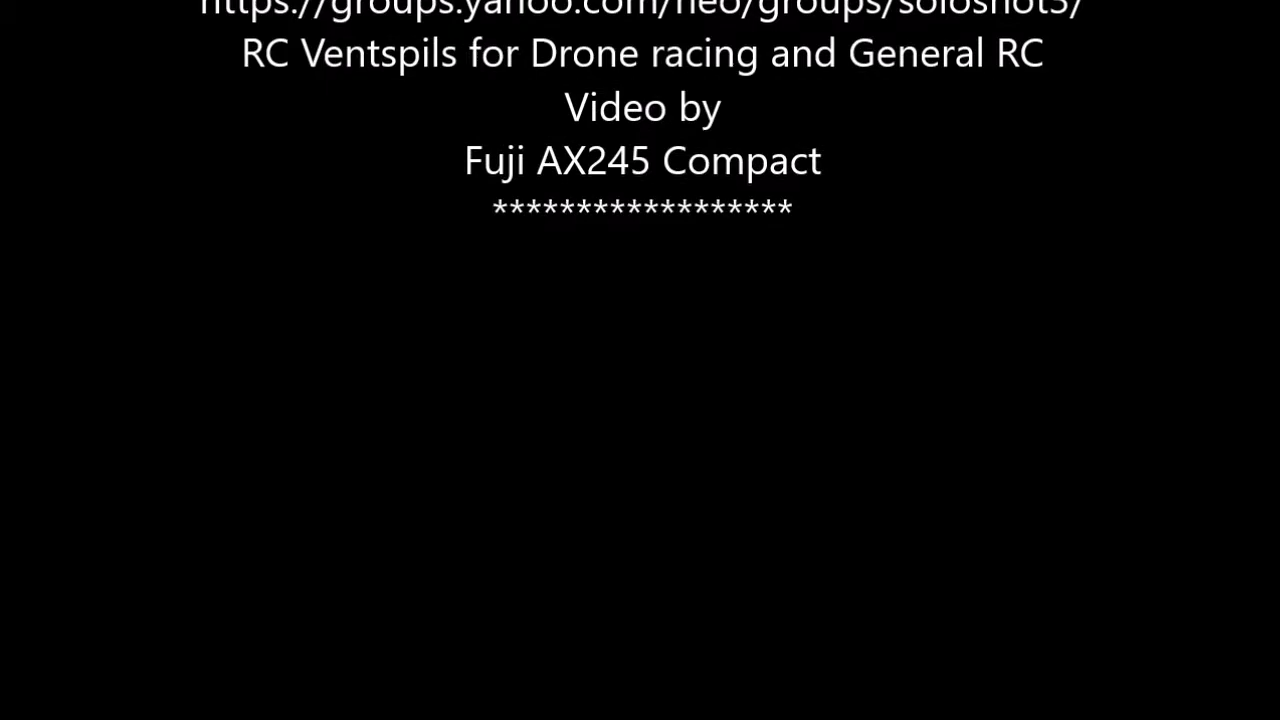 https://groups.yahoo.com/neo/groups/soloshot3/
RC Ventspils for Drone racing and General RC
Video by
Fuji AX245 Compact
******************